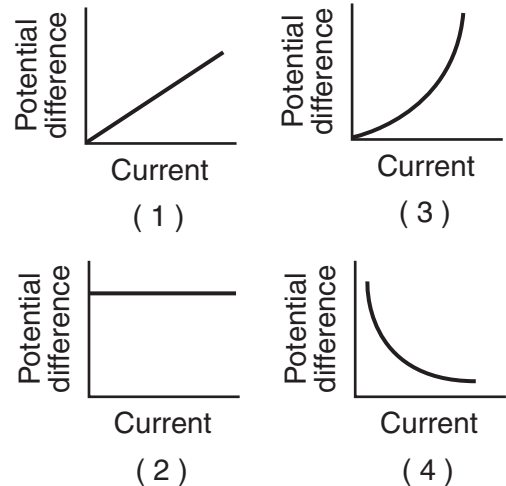 Potential
difference
Current
( 1 )
Potential
difference
Current
( 3 )
Potential
difference
Current
( 2 )
Potential
difference
Current
( 4 )